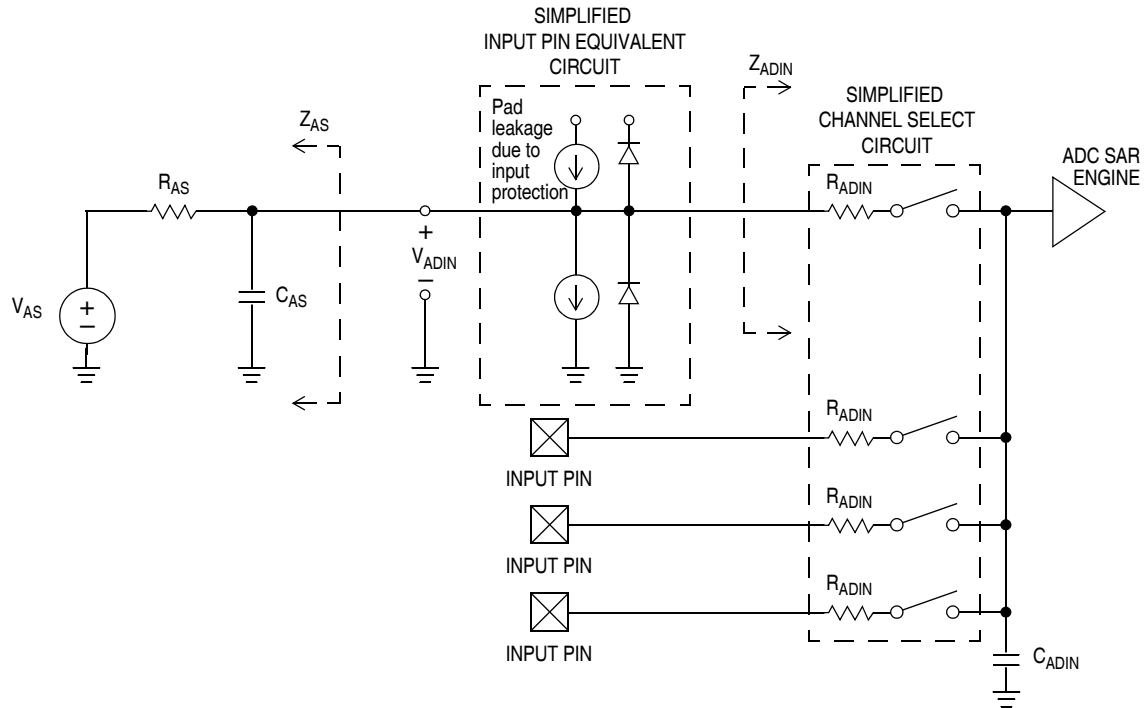 SIMPLIFIED
INPUT PIN EQUIVALENT
CIRCUIT
Pad
leakage
due to
input
protection
ZAS
ZADIN
SIMPLIFIED
CHANNEL SELECT
CIRCUIT
ADC SAR
ENGINE
RAS
RADIN
+
VADIN
–
VAS
+
–
CAS
RADIN
INPUT PIN
RADIN
INPUT PIN
RADIN
INPUT PIN
CADIN